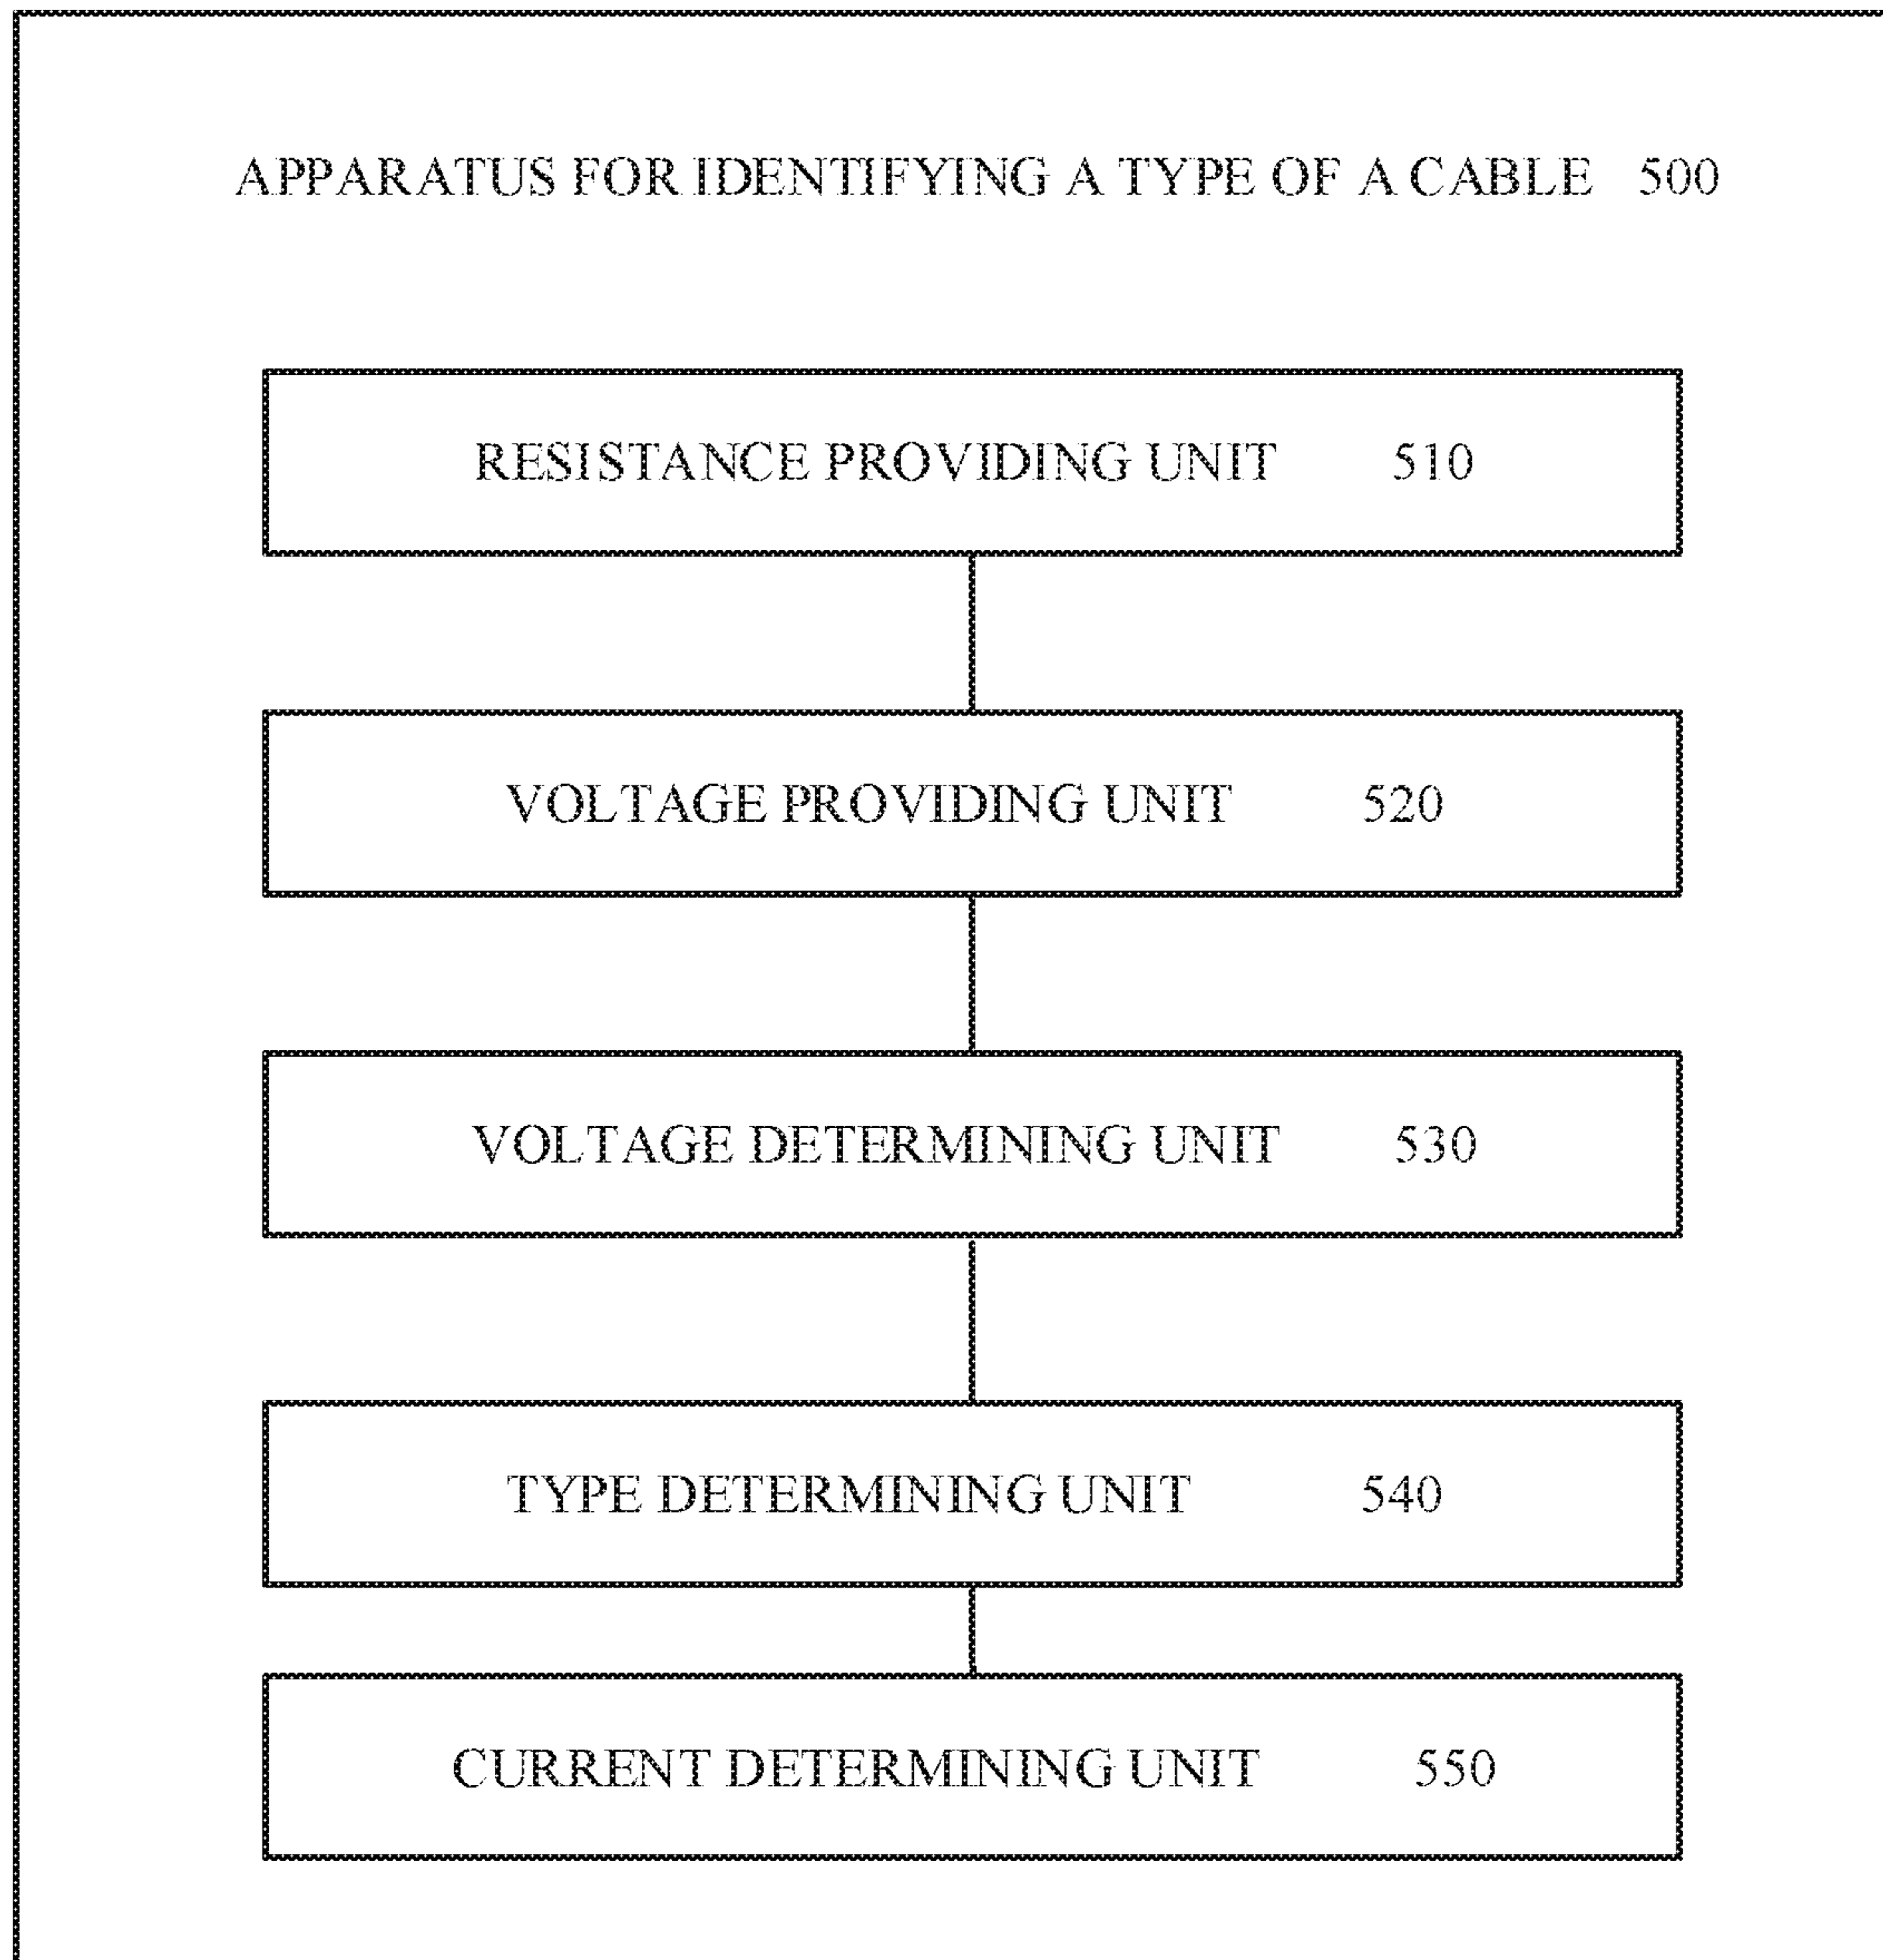 APPARATUS FOR IDENTIFYING A TYPE OF A CABLE 500
RESISTANCE PROVIDING UNIT 510
VOLTAGE PROVIDING UNIT 520
VOLTAGE DETERMINING UNIT 530
TYPE DETERMINING UNIT 540
CURRENT DETERMINING UNIT 550